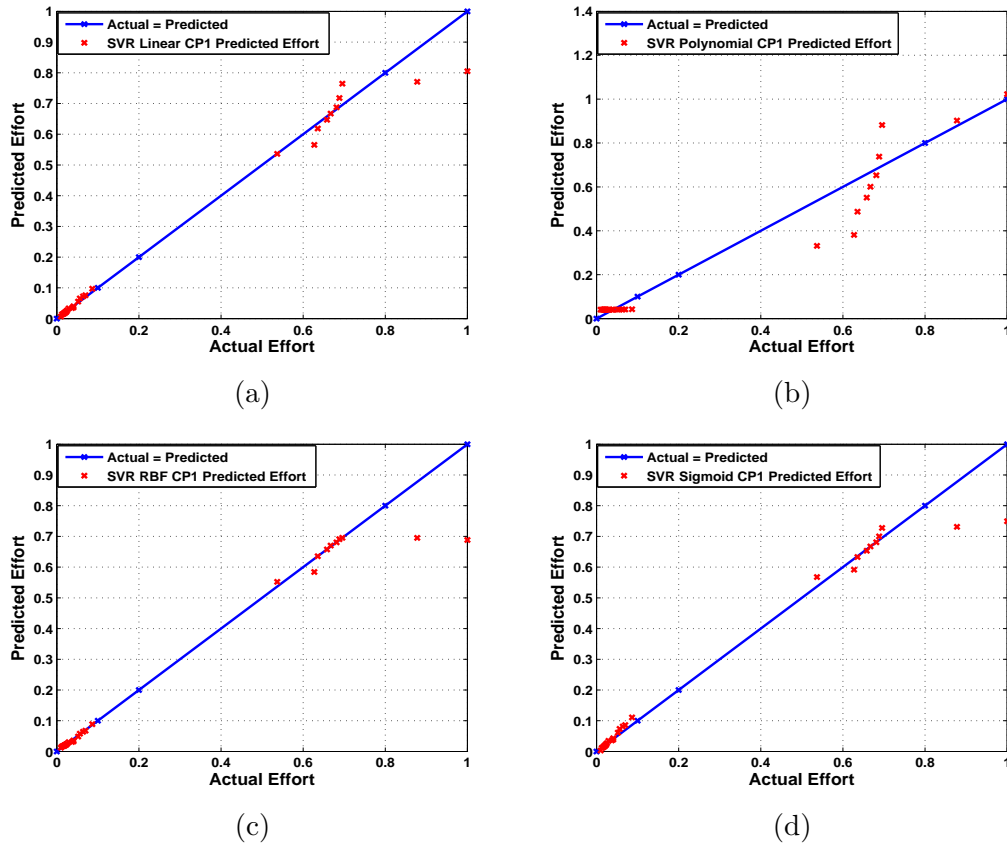 1
0.9
0.8
0.7
0.6
0.5
0.4
0.3
0.2
0.1
0
0 0.2 0.4 0.6 0.8 1
Predicted Effort
Actual Effort
Actual = Predicted
SVR Linear CP1 Predicted Effort
(a)
1.4
1.2
1
0.8
0.6
0.4
0.2
0
0 0.2 0.4 0.6 0.8 1
Predicted Effort
Actual Effort
Actual = Predicted
SVR Polynomial CP1 Predicted Effort
(b)
1
0.9
0.8
0.7
0.6
0.5
0.4
0.3
0.2
0.1
0
0 0.2 0.4 0.6 0.8 1
Predicted Effort
Actual Effort
Actual = Predicted
SVR RBF CP1 Predicted Effort
(c)
1
0.9
0.8
0.7
0.6
0.5
0.4
0.3
0.2
0.1
0
0 0.2 0.4 0.6 0.8 1
Predicted Effort
Actual Effort
Actual = Predicted
SVR Sigmoid CP1 Predicted Effort
(d)